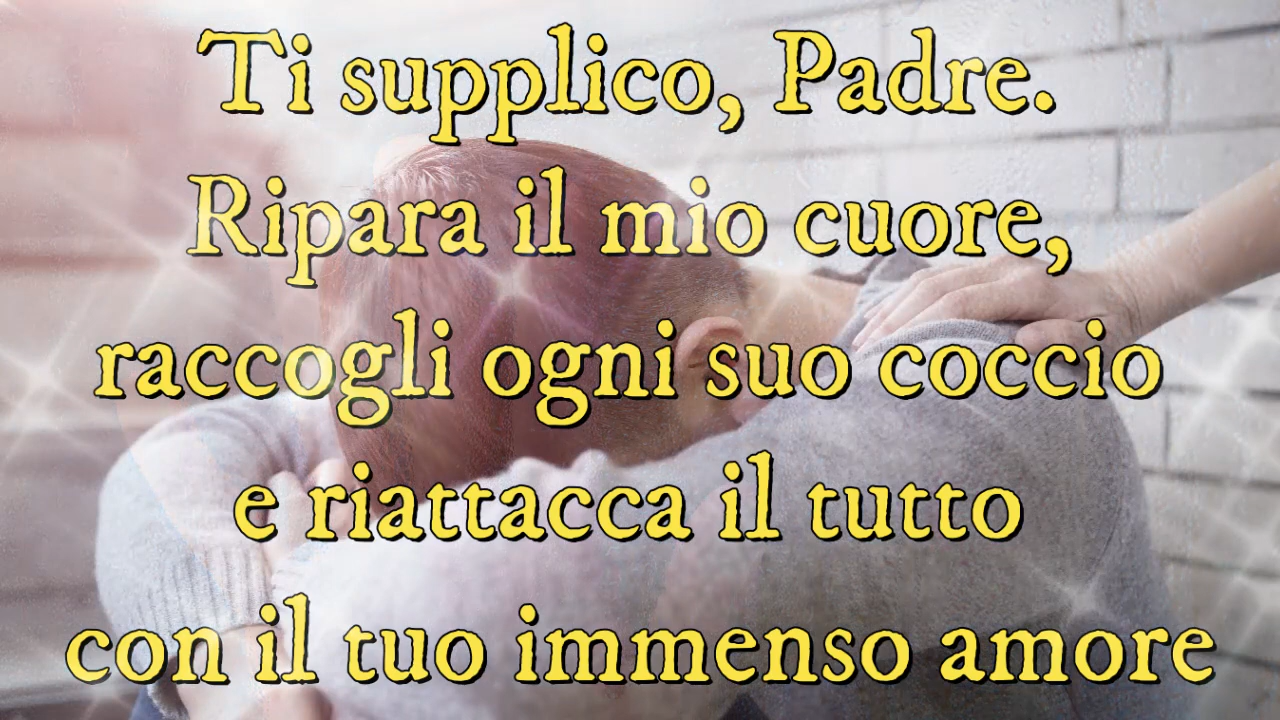 Ti supplico, Padre.
Ripara il mio cuore,
raccogli ogni suo coccio
e riattacca il tutto
con il tuo immenso amore